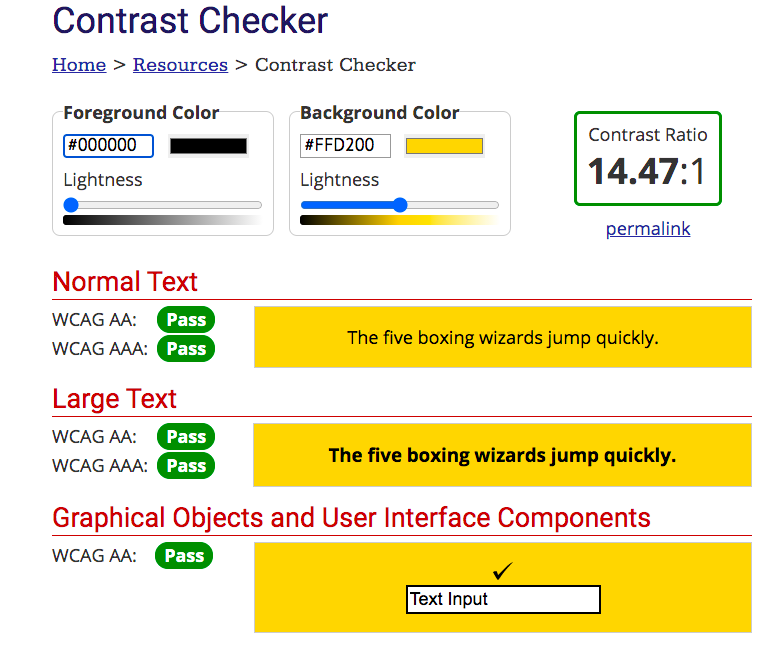 Contrast Checker
Home > Resources > Contrast Checker
Foreground Color
#000000
Lightness
Background Color
#FFD200
Lightness
Contrast Ratio
14.47:1
permalink
Normal Text
WCAG AA: Pass
WCAG AAA: Pass
The five boxing wizards jump quickly.
Large Text
WCAG AA: Pass
WCAG AAA: Pass
The five boxing wizards jump quickly.
Graphical Objects and User Interface Components
WCAG AA: Pass
✓
Text Input